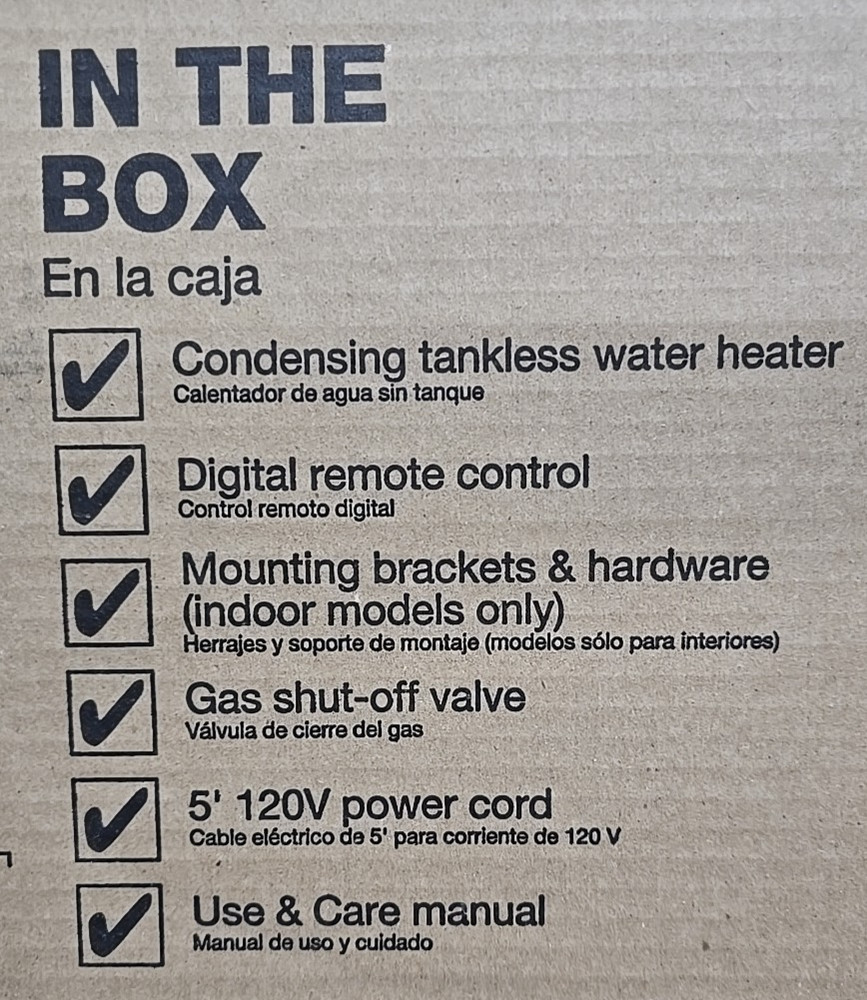 IN THE
BOX
En la caja
Condensing tankless water heater
Calentador de agua sin tanque
Digital remote control
Control remoto digital
Mounting brackets & hardware
(indoor models only)
Herrajes y soporte de montaje (modelos sólo para interiores)
Gas shut-off valve
Válvula de cierre del gas
5' 120V power cord
Cable eléctrico de 5' para corriente de 120 V
Use & Care manual
Manual de uso y cuidado